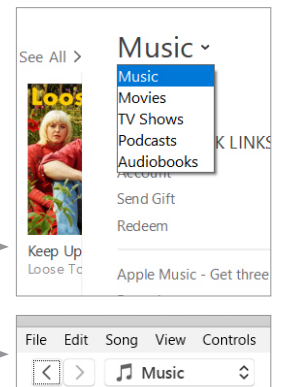 See All >
Music
Music
Movies
TV Shows
Podcasts
Audiobooks
K LINKS
Loos
Send Gift
Redeem
Keep Up
Loose To
Apple Music - Get three
File Edit Song View Controls
Music